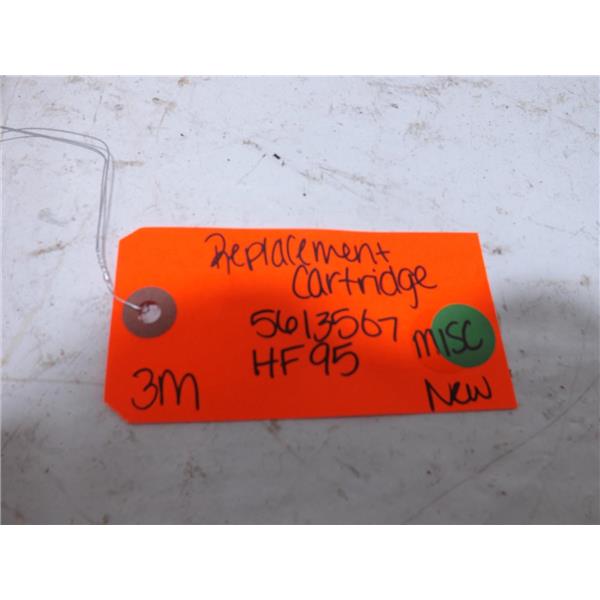 Replacement
Cartridge
5613567
HF95
MISC
3M
New